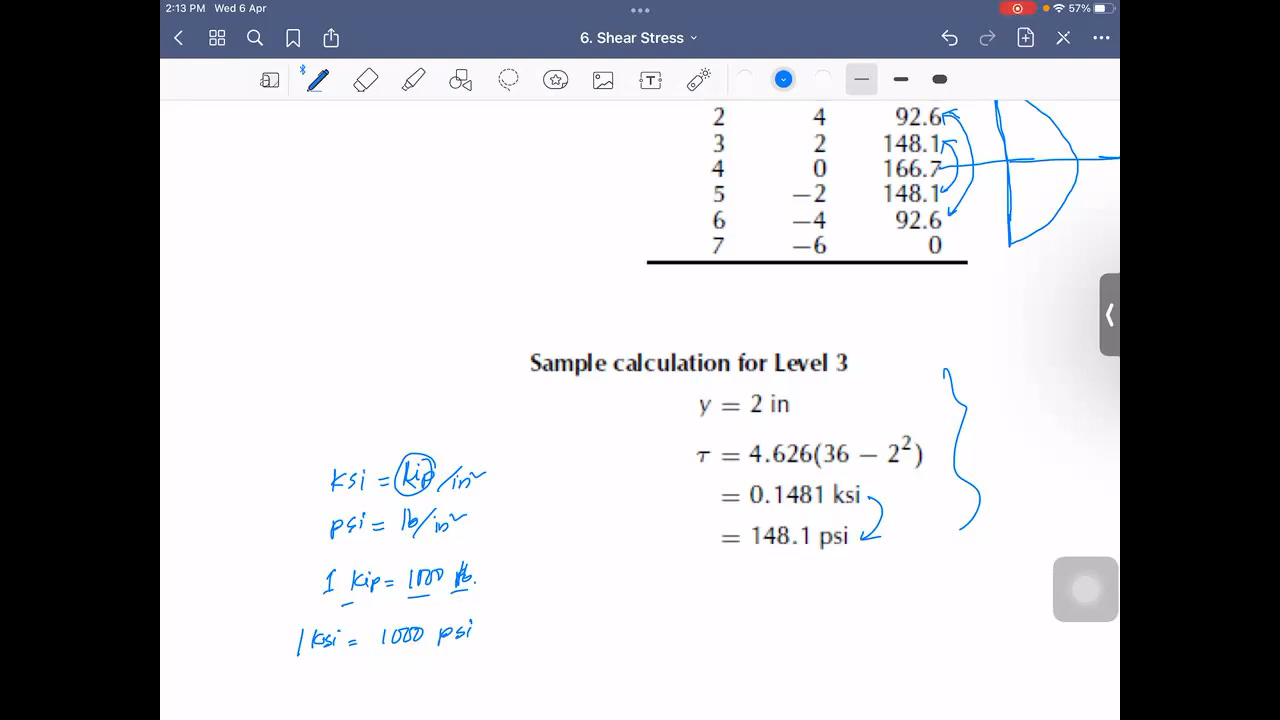 2:13 PM Wed 6 Apr
57%
6. Shear Stress
T
2 4 92.6
3 2 148.1
4 0 166.7
5 −2 148.1
6 −4 92.6
7 −6 0
Sample calculation for Level 3
y = 2 in
τ = 4.626(36 − 2²)
= 0.1481 ksi
= 148.1 psi
ksi = kip/in²
psi = lb/in²
1 kip = 1000 lb.
1 ksi = 1000 psi